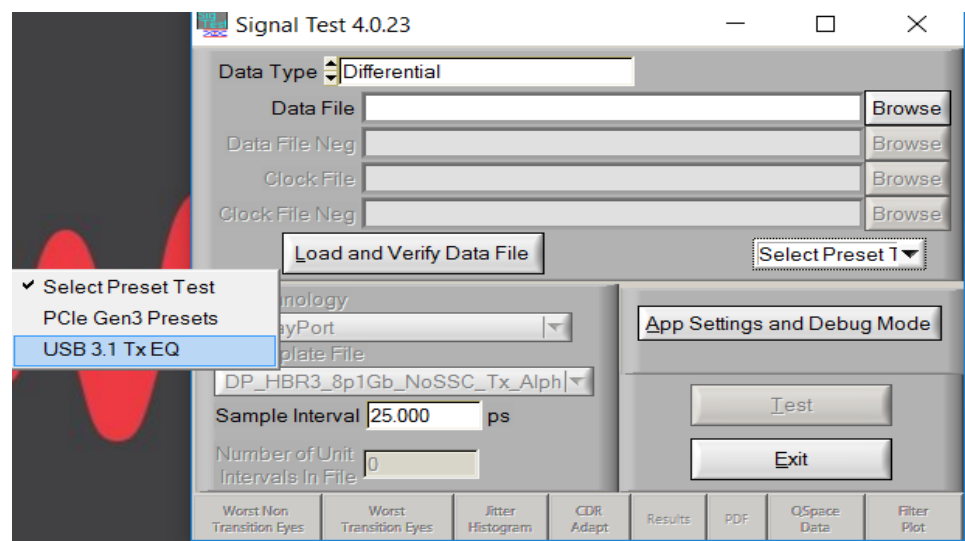 Signal Test 4.0.23
Data Type Differential
Data File Browse
Data File Neg Browse
Clock File Browse
Clock File Neg Browse
Load and Verify Data File
Select Preset T
Select Preset Test
PCIe Gen3 Presets
USB 3.1 Tx EQ
nology
ayPort
plate File
DP_HBR3_8p1Gb_NoSSC_Tx_Alph
Sample Interval 25.000 ps
Number of Unit
Intervals In File 0
App Settings and Debug Mode
Test
Exit
Worst Non
Transition Eyes
Worst
Transition Eyes
Jitter
Histogram
CDR
Adapt
Results
PDF
QSpace
Data
Filter
Plot